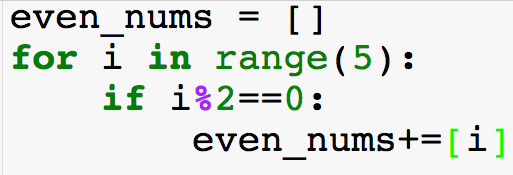 even_nums = []
for i in range(5):
    if i%2==0:
        even_nums+=[i]